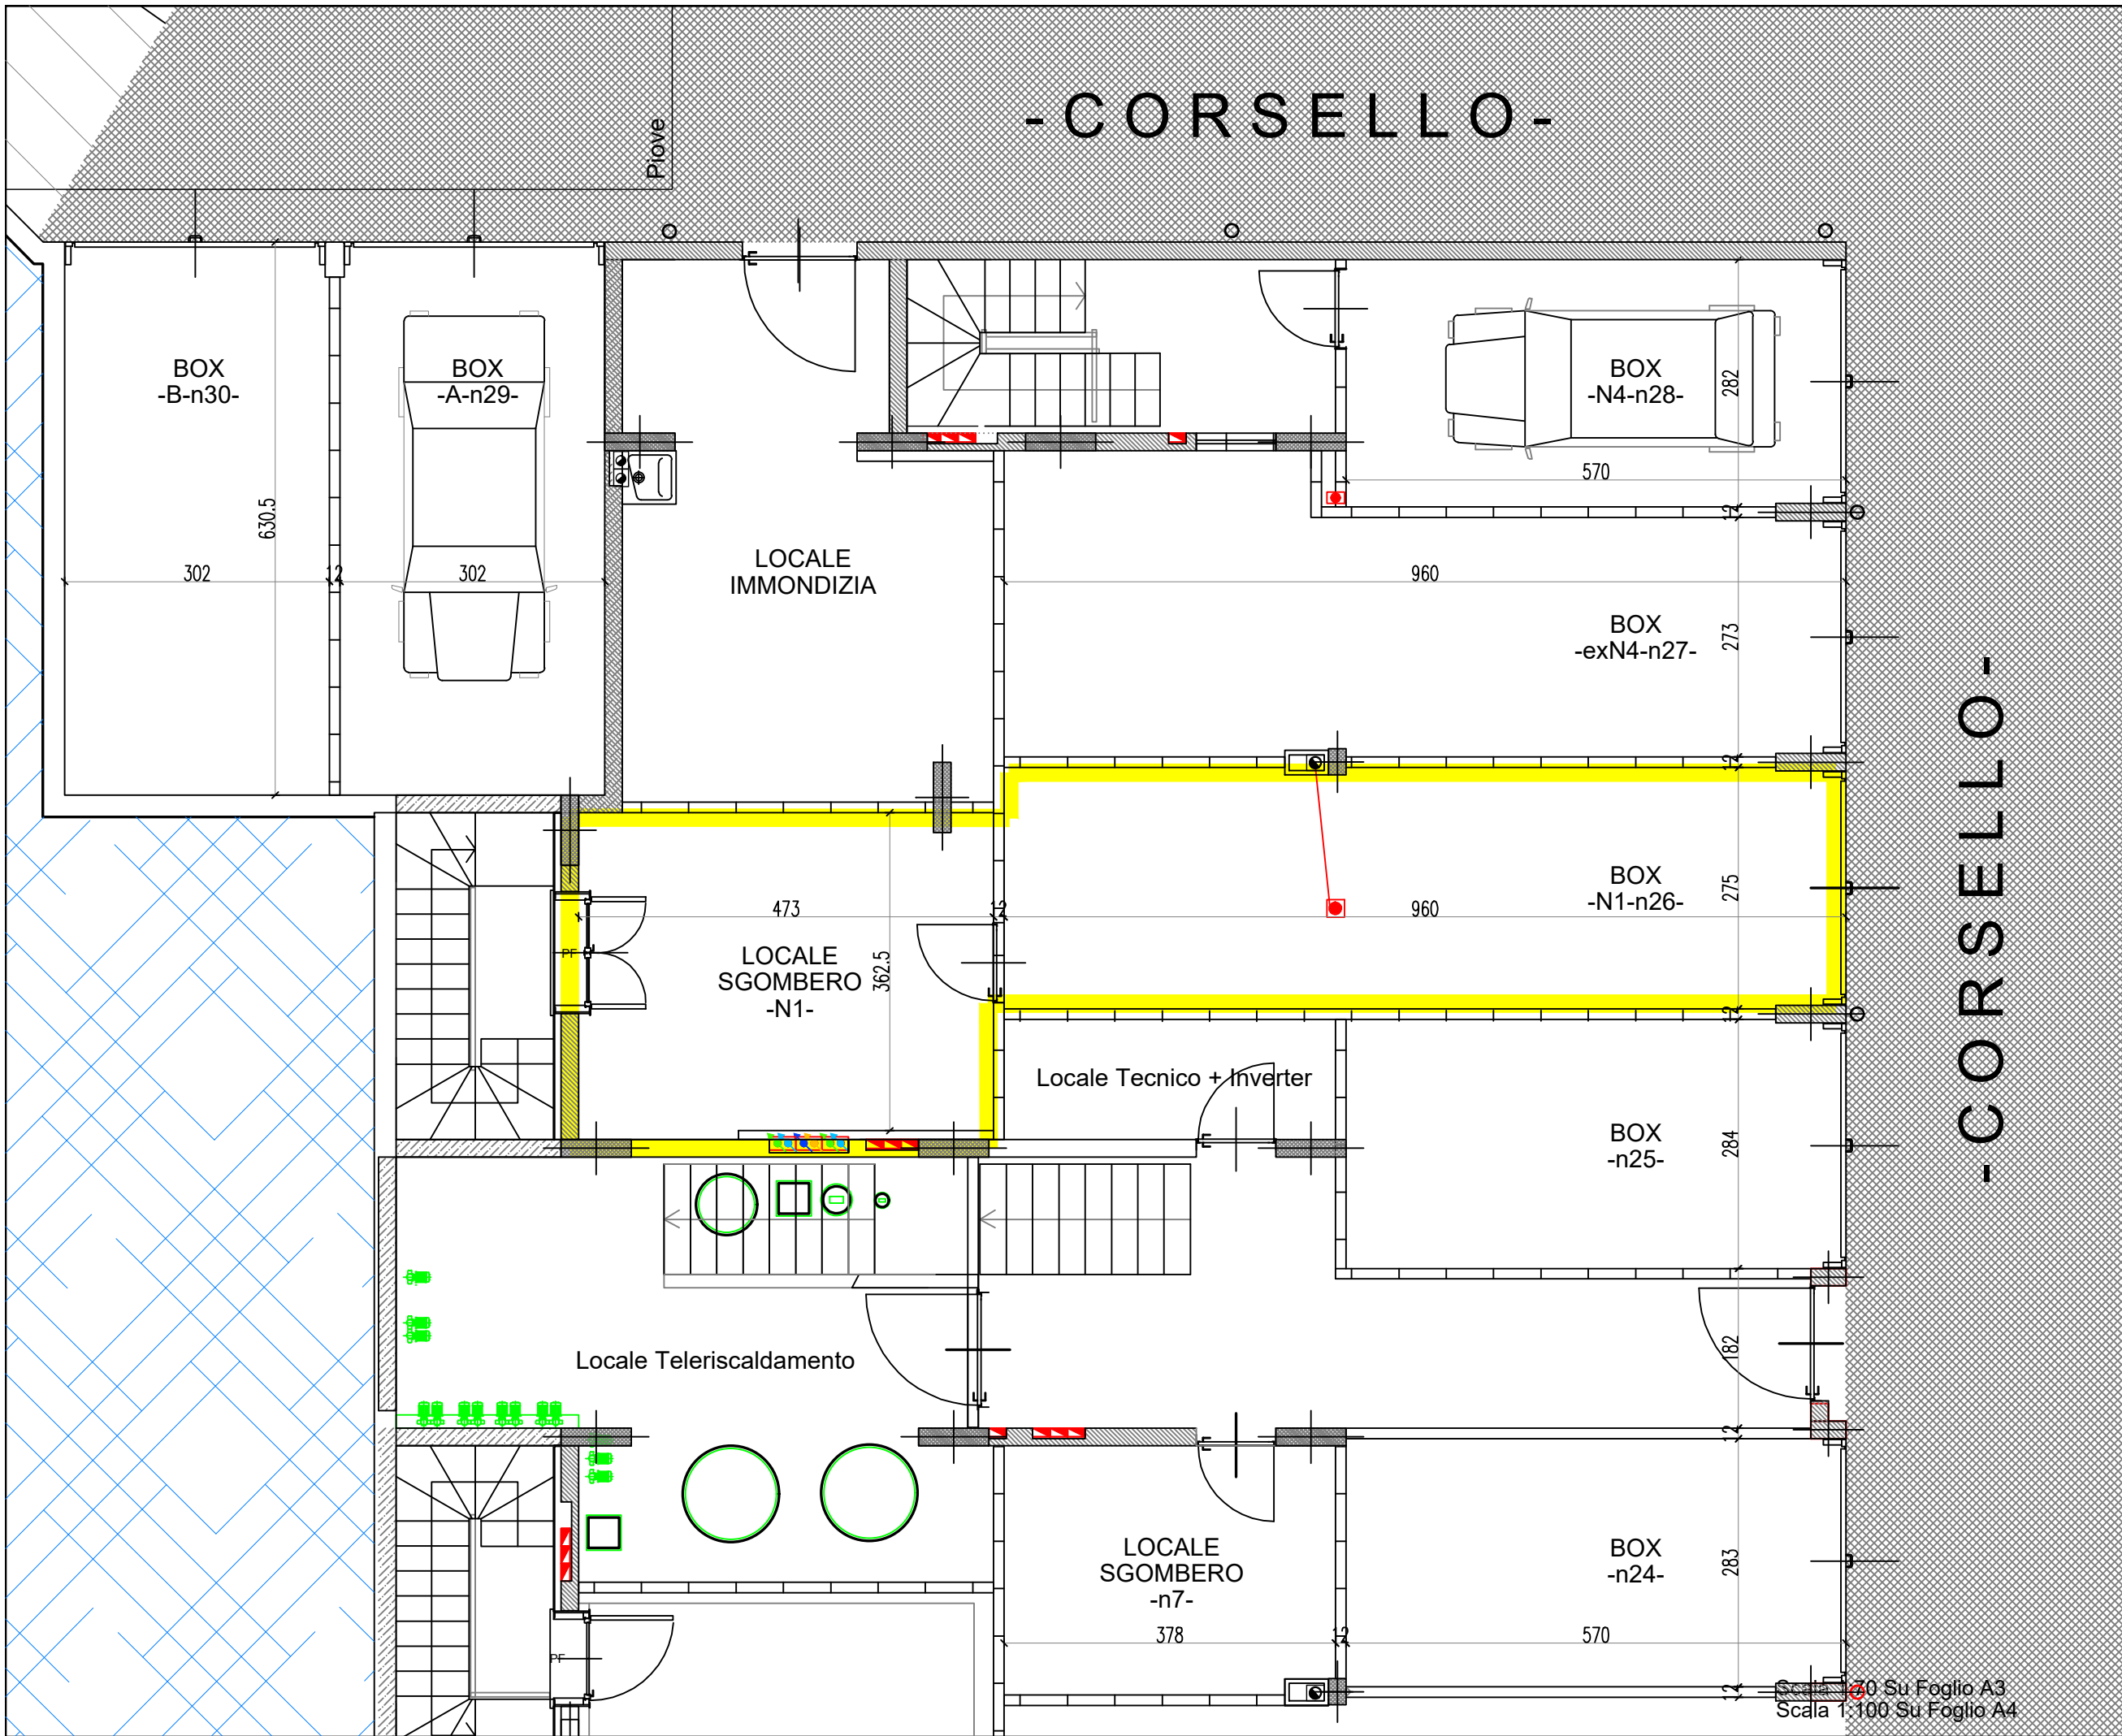 - C O R S E L L O -
Piove
BOX
-B-n30-
BOX
-A-n29-
BOX
-N4-n28-
282
570
12
630.5
302
12
302
LOCALE
IMMONDIZIA
960
BOX
-exN4-n27-
273
12
- C O R S E L L O -
473
12
LOCALE
SGOMBERO
-N1-
362.5
PF
960
BOX
-N1-n26-
275
12
Locale Tecnico + Inverter
BOX
-n25-
284
Locale Teleriscaldamento
182
12
LOCALE
SGOMBERO
-n7-
378
12
BOX
-n24-
283
570
12
PF
Scala 1:70 Su Foglio A3
Scala 1:100 Su Foglio A4